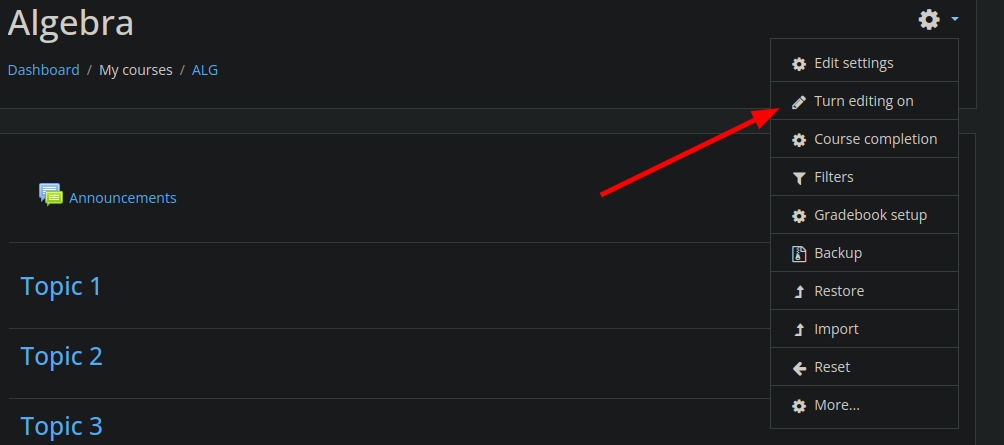 Algebra
Dashboard / My courses / ALG
Edit settings
Turn editing on
Course completion
Filters
Gradebook setup
Backup
Restore
Import
Reset
More...
Announcements
Topic 1
Topic 2
Topic 3